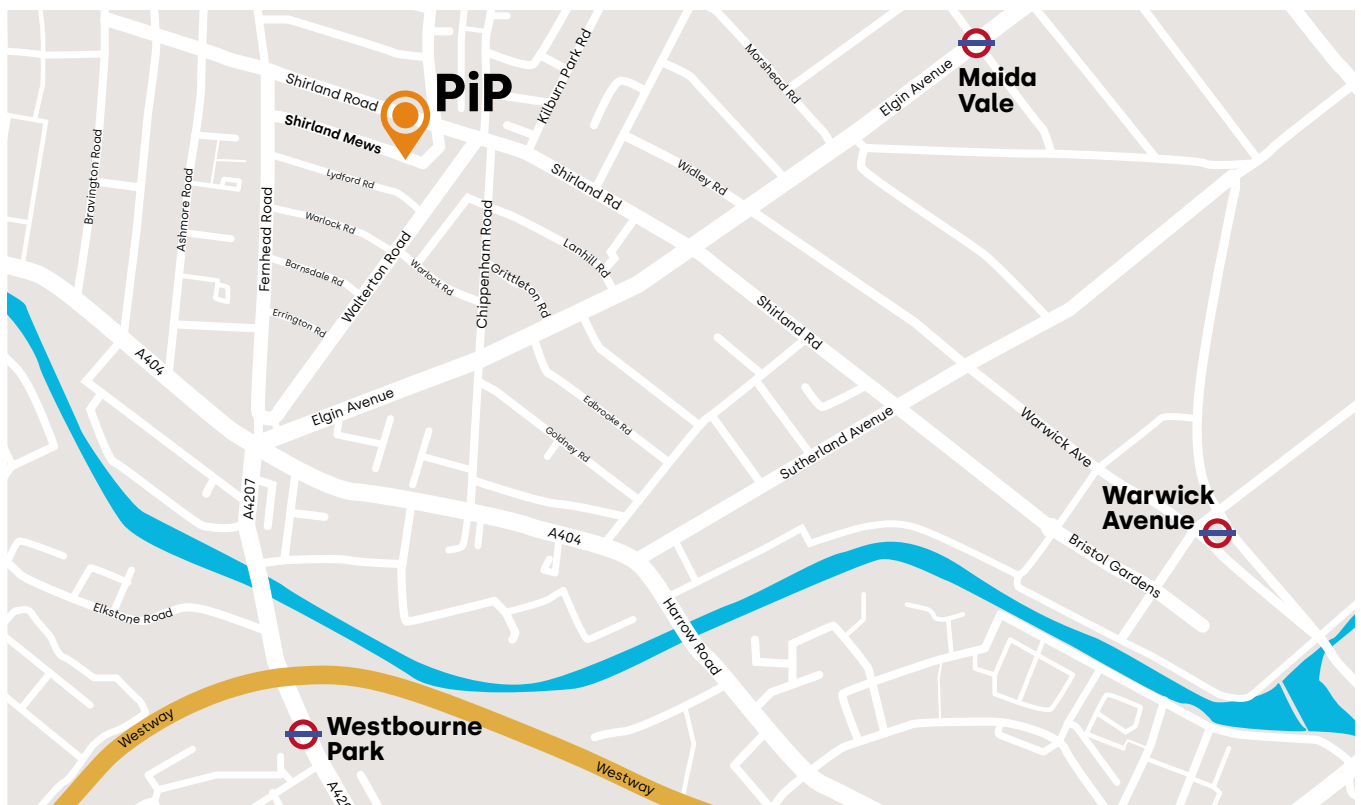 Maida
Vale
Elgin Avenue
Morshead Rd
Kilburn Park Rd
PiP
Shirland Road
Shirland Mews
Lydford Rd
Bravington Road
Ashmore Road
Fernhead Road
Warlock Rd
Barnsdale Rd
Errington Rd
Walterton Road
Warlock Rd
Chippenham Road
Grittleton Rd
Lanhill Rd
Shirland Rd
Widley Rd
Shirland Rd
A404
Elgin Avenue
Edbrooke Rd
Goldney Rd
Sutherland Avenue
Warwick Ave
Warwick
Avenue
A4207
A404
Bristol Gardens
Elkstone Road
Harrow Road
Westway
Westbourne
Park
Westway